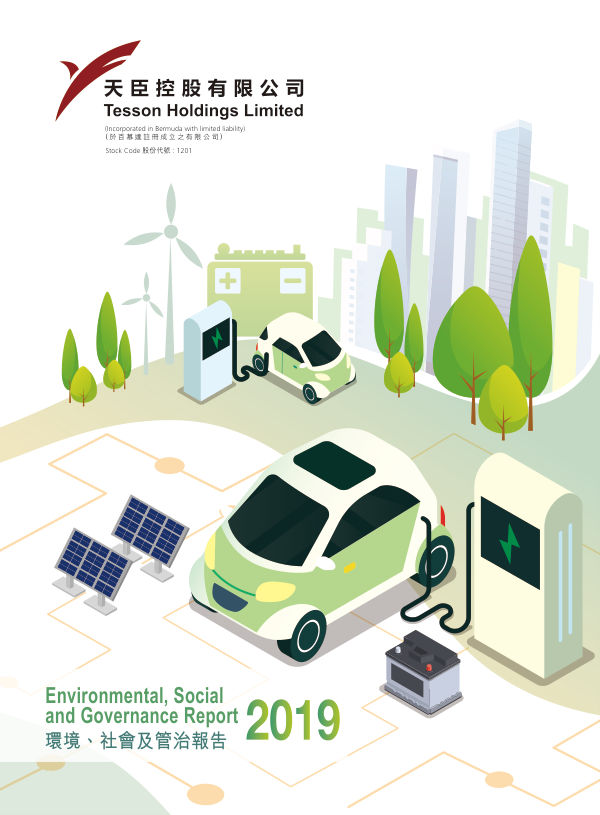 天臣控股有限公司
Tesson Holdings Limited
(Incorporated in Bermuda with limited liability)
(於百慕達註冊成立之有限公司)
Stock Code 股份代號 : 1201
Environmental, Social
and Governance Report 2019
環境、社會及管治報告